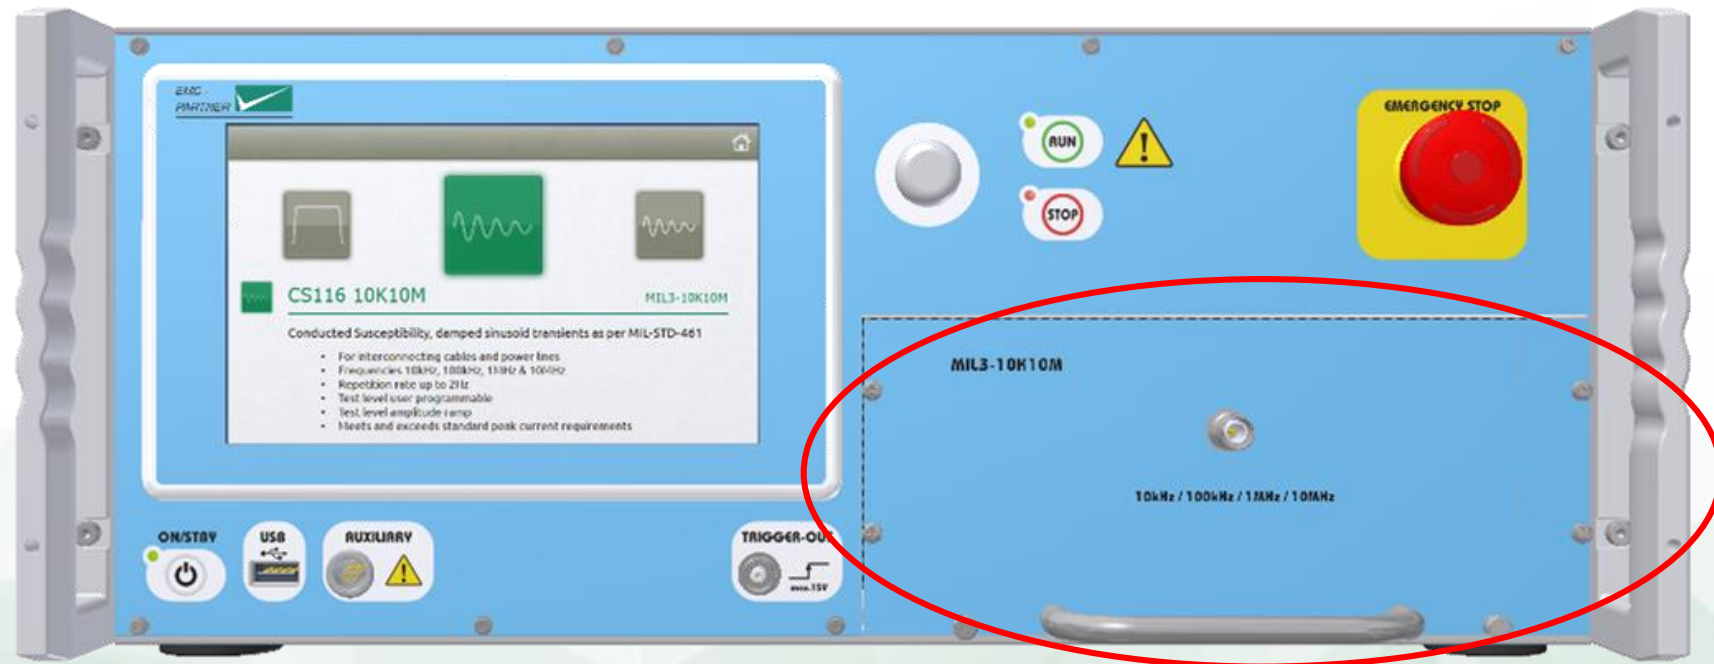 EMC -
PARTNER
CS116 10K10M
MIL3-10K10M
Conducted Susceptibility, damped sinusoid transients as per MIL-STD-461
• For interconnecting cables and power lines
• Frequencies 10kHz, 100kHz, 1MHz & 10MHz
• Repetition rate up to 2Hz
• Test level user programmable
• Test level amplitude ramp
• Meets and exceeds standard peak current requirements
RUN
STOP
EMERGENCY STOP
MIL3-10K10M
10kHz / 100kHz / 1MHz / 10MHz
ON/STBY
USB
AUXILIARY
TRIGGER-OUT
max.15V